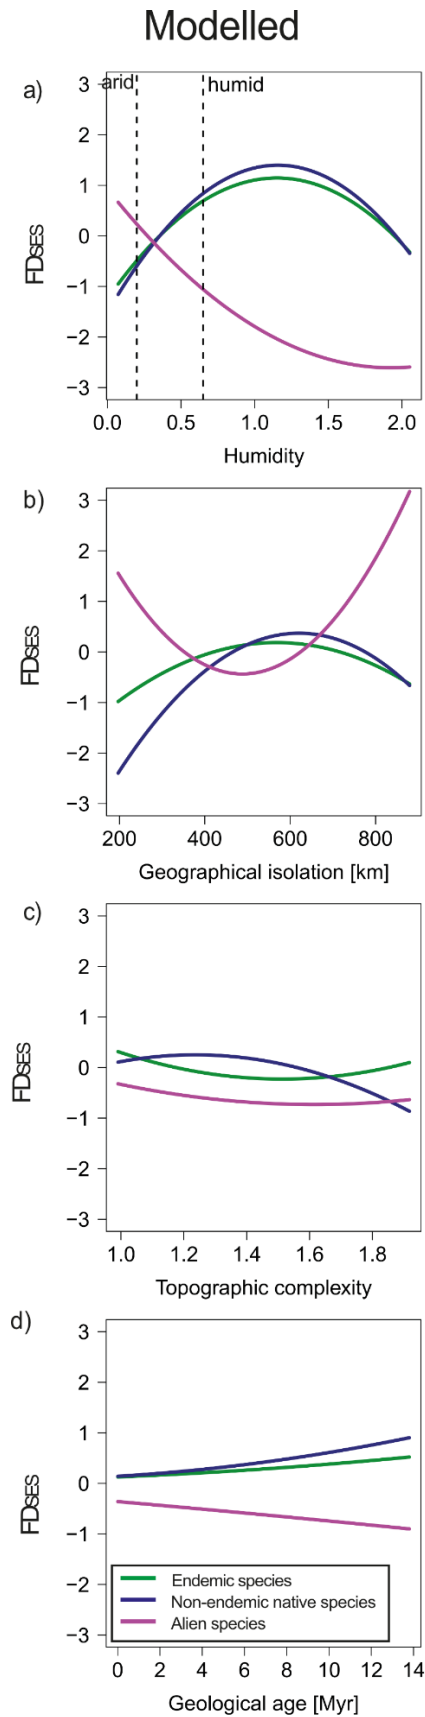 Modelled
a)
arid
humid
3
2
1
0
−1
−2
−3
FDSES
0.0 0.5 1.0 1.5 2.0
Humidity
b)
3
2
1
0
−1
−2
−3
FDSES
200 400 600 800
Geographical isolation [km]
c)
3
2
1
0
−1
−2
−3
FDSES
1.0 1.2 1.4 1.6 1.8
Topographic complexity
d)
3
2
1
0
−1
−2
−3
FDSES
Endemic species
Non-endemic native species
Alien species
0 2 4 6 8 10 12 14
Geological age [Myr]